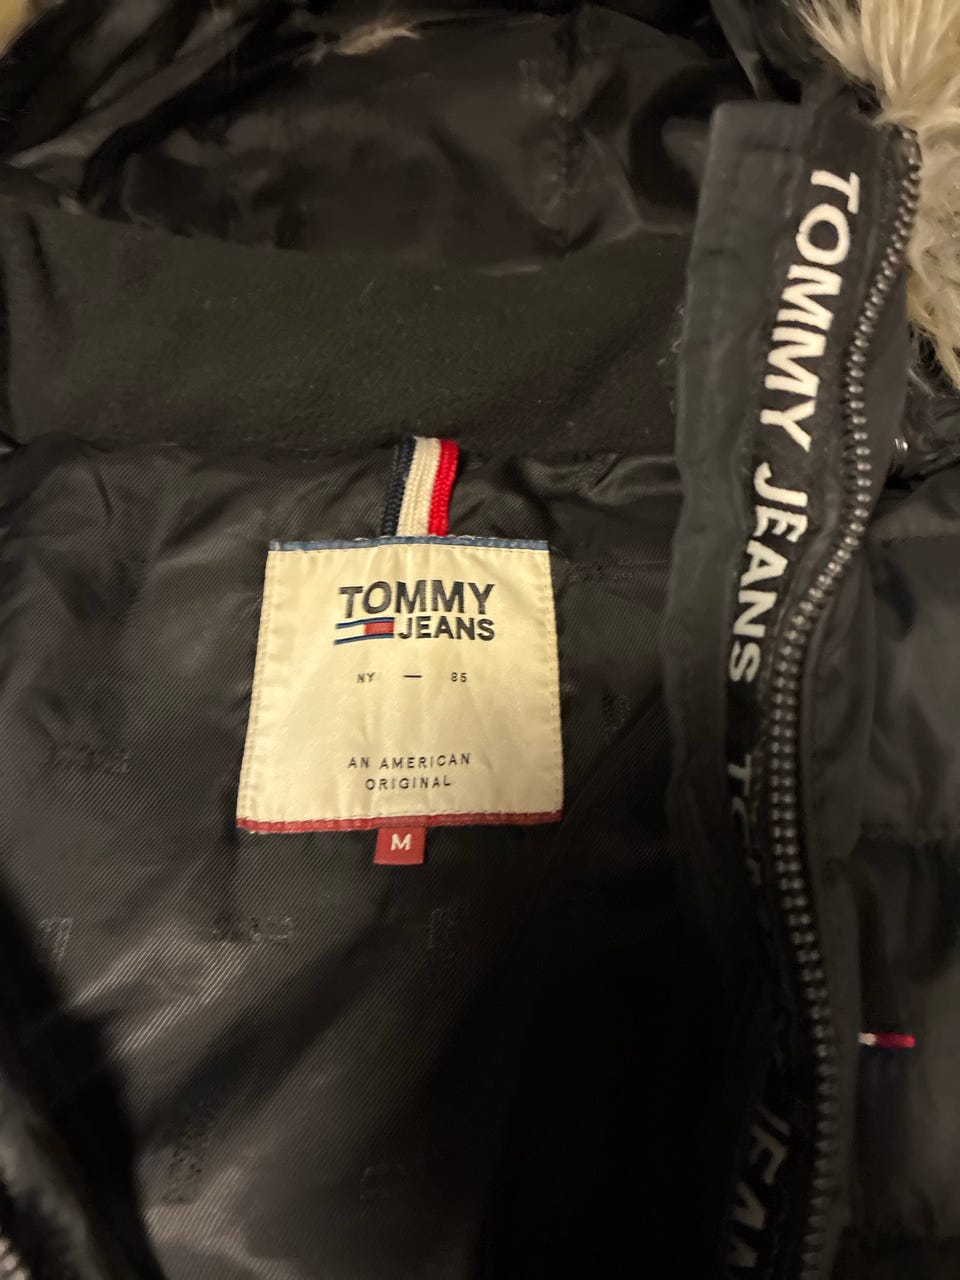 TOMMY
JEANS
NY — 85
AN AMERICAN
ORIGINAL
M
TOMMY JEANS